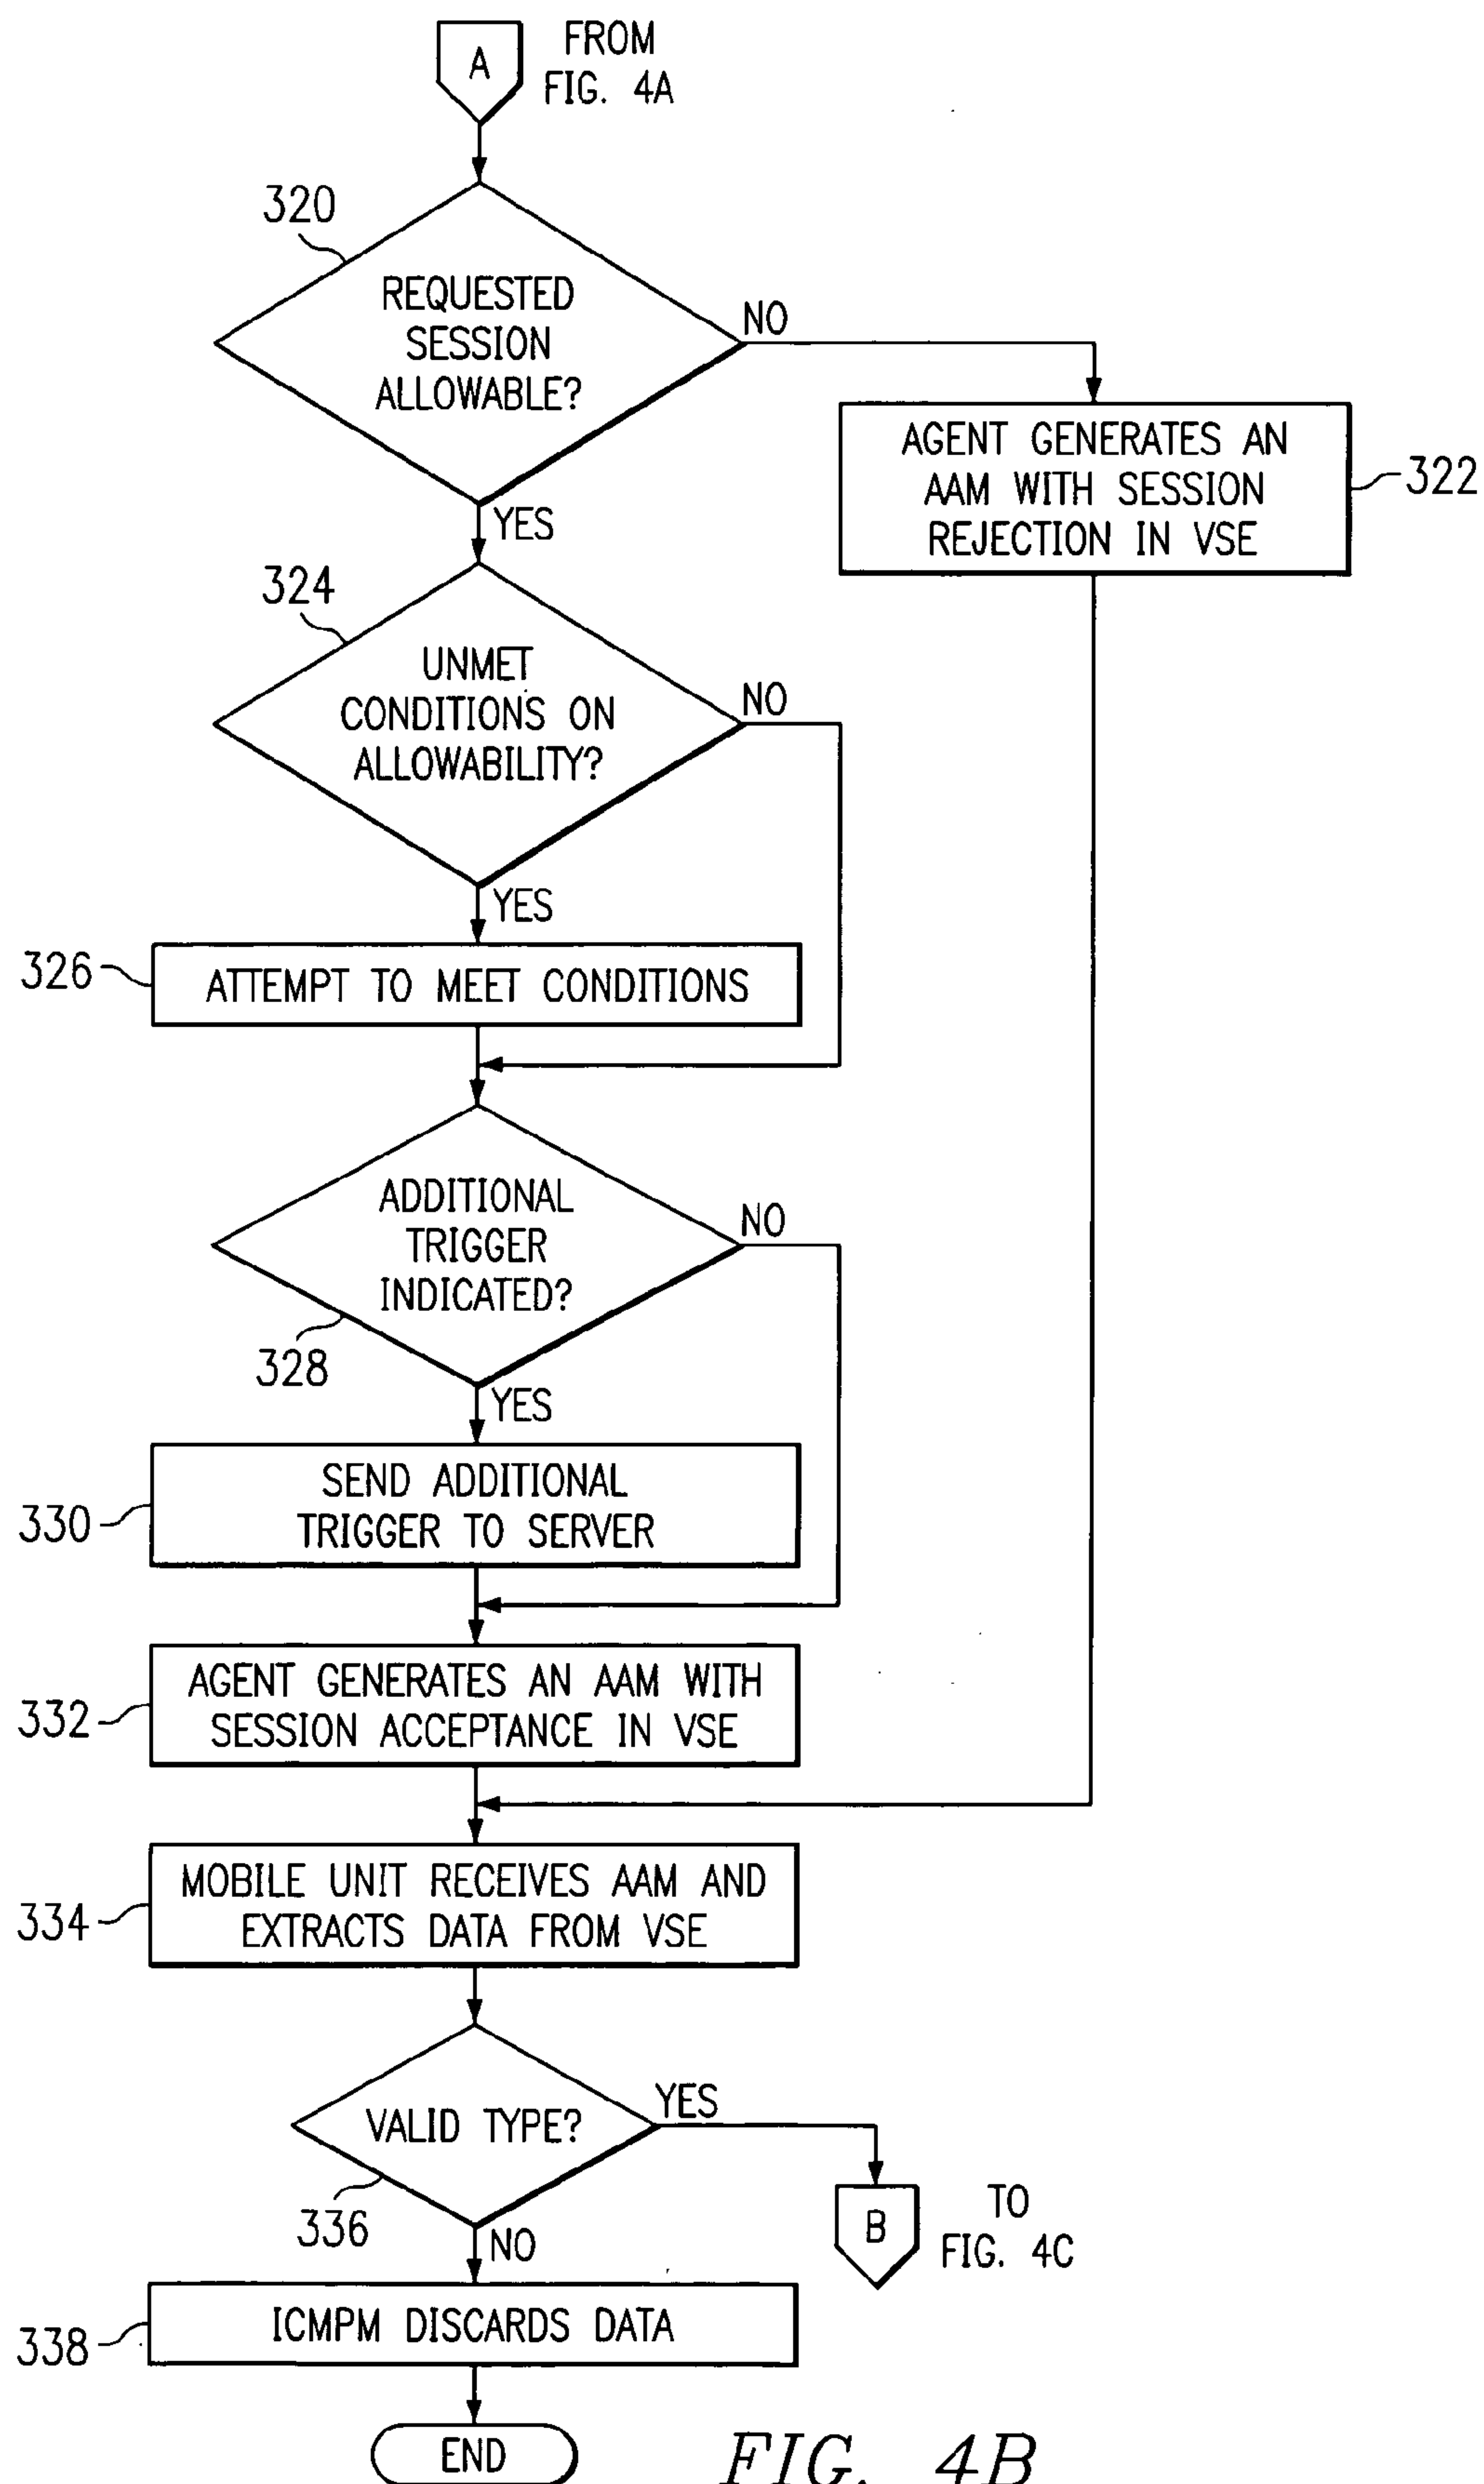 A
FROM
FIG. 4A
320
REQUESTED
SESSION
ALLOWABLE?
NO
YES
AGENT GENERATES AN
AAM WITH SESSION
REJECTION IN VSE
322
324
UNMET
CONDITIONS ON
ALLOWABILITY?
NO
YES
326
ATTEMPT TO MEET CONDITIONS
ADDITIONAL
TRIGGER
INDICATED?
NO
328
YES
330
SEND ADDITIONAL
TRIGGER TO SERVER
332
AGENT GENERATES AN AAM WITH
SESSION ACCEPTANCE IN VSE
334
MOBILE UNIT RECEIVES AAM AND
EXTRACTS DATA FROM VSE
VALID TYPE?
YES
336
NO
B
TO
FIG. 4C
338
ICMPM DISCARDS DATA
END
FIG. 4B